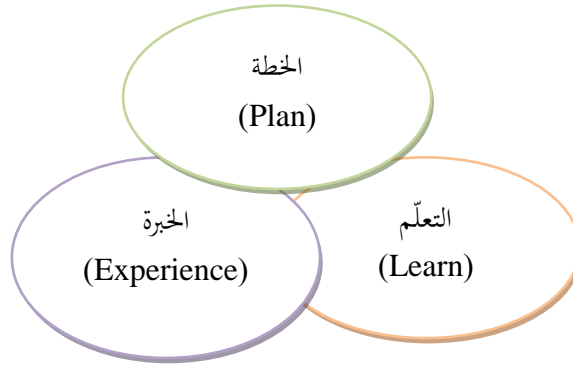 الخطة
(Plan)
الخبرة
(Experience)
التعلّم
(Learn)